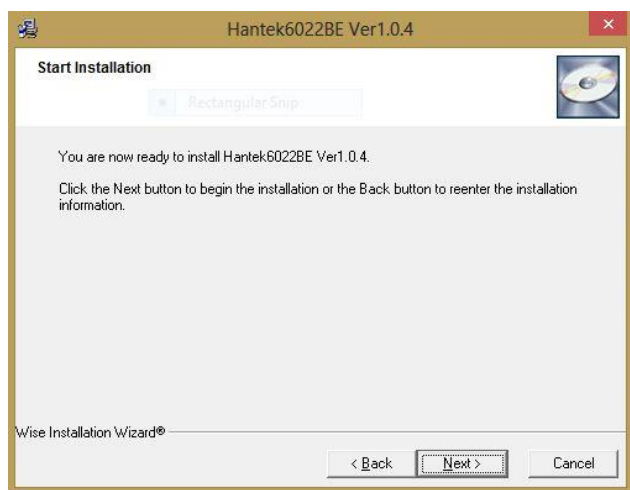 Hantek6022BE Ver1.0.4
Start Installation
Rectangular Snip
You are now ready to install Hantek6022BE Ver1.0.4.
Click the Next button to begin the installation or the Back button to reenter the installation
information.
Wise Installation Wizard®
< Back Next > Cancel